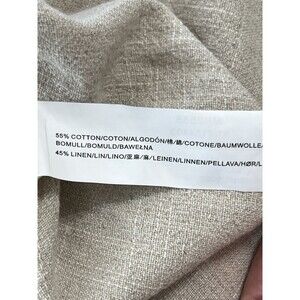 55% COTTON/COTON/ALGODÓN/棉/綿/COTONE/BAUMWOLLE/
BOMULL/BOMULD/BAWEŁNA
45% LINEN/LIN/LINO/亚麻/麻/LEINEN/LINNEN/PELLAVA/HØR/L